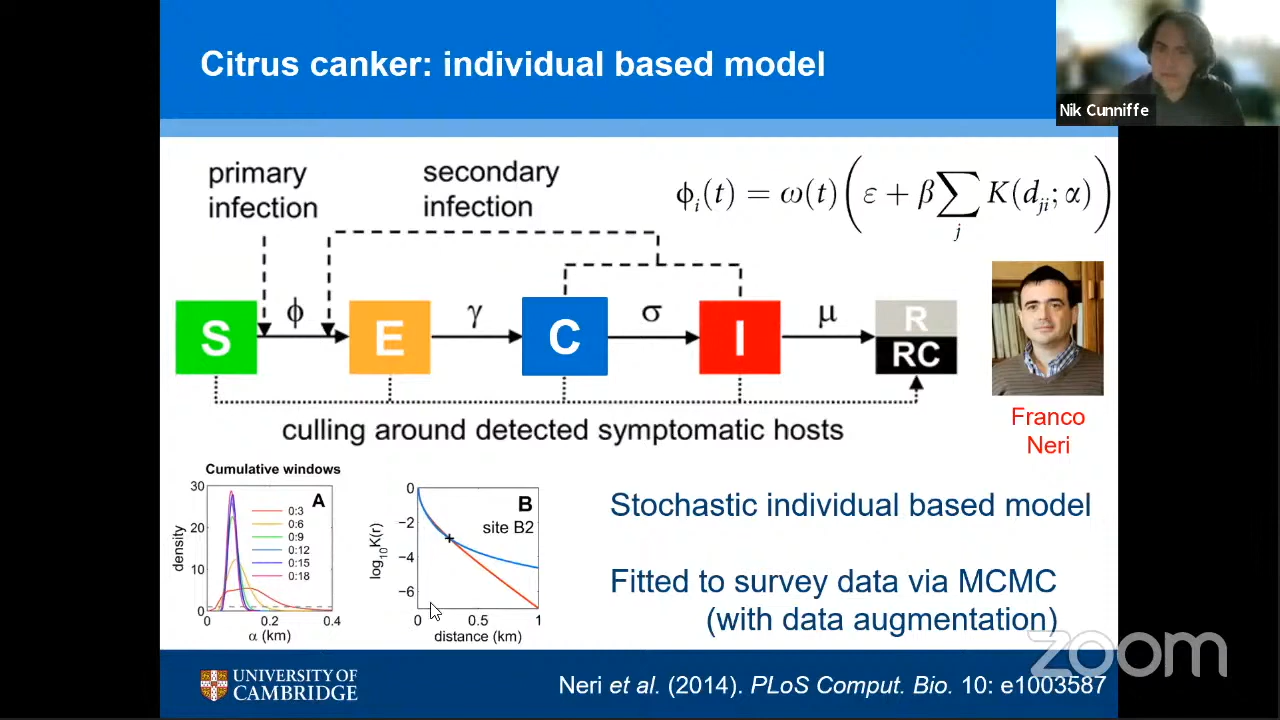 Citrus canker: individual based model
Nik Cunniffe
primary
infection
secondary
infection
ϕᵢ(t) = ω(t)(ε + β∑ⱼ K(dⱼᵢ; α))
S
ϕ
E
γ
C
σ
I
μ
R
RC
culling around detected symptomatic hosts
Franco
Neri
Cumulative windows
A
30
20
10
0
density
0:3
0:6
0:9
0:12
0:15
0:18
0
0.2
0.4
α (km)
B
site B2
0
−2
−4
−6
log₁₀K(r)
0
0.5
1
distance (km)
Stochastic individual based model
Fitted to survey data via MCMC
(with data augmentation)
zoom
UNIVERSITY OF
CAMBRIDGE
Neri et al. (2014). PLoS Comput. Bio. 10: e1003587